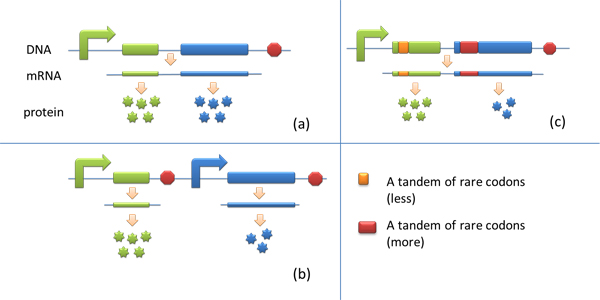 DNA
mRNA
protein
(a)
(c)
(b)
A tandem of rare codons
(less)
A tandem of rare codons
(more)